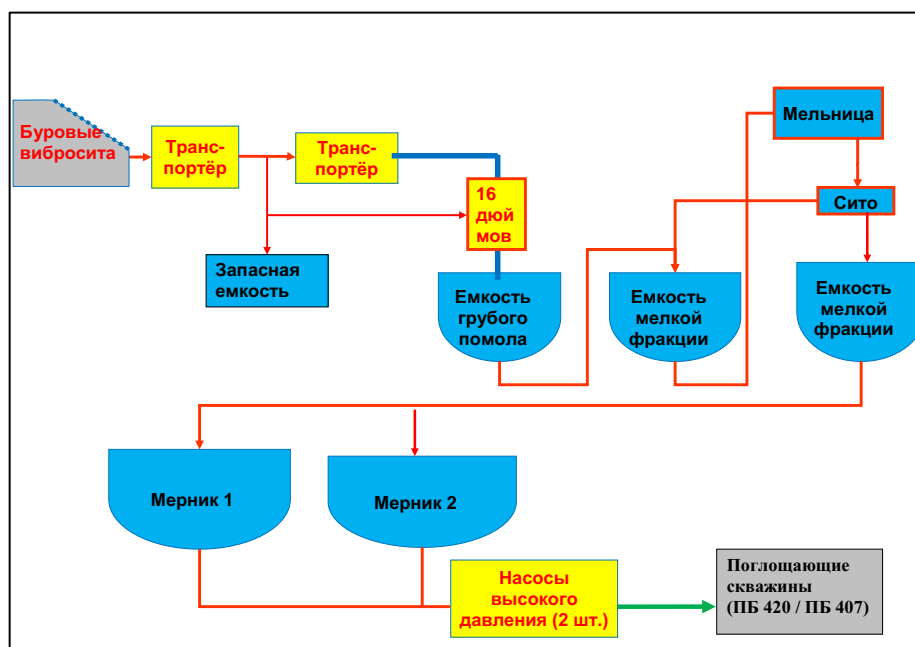 Буровые
вибросита
Транс-
портёр
Транс-
портёр
16
дюй
мов
Мельница
Сито
Запасная
емкость
Емкость
грубого
помола
Емкость
мелкой
фракции
Емкость
мелкой
фракции
Мерник 1
Мерник 2
Насосы
высокого
давления (2 шт.)
Поглощающие
скважины
(ПБ 420 / ПБ 407)